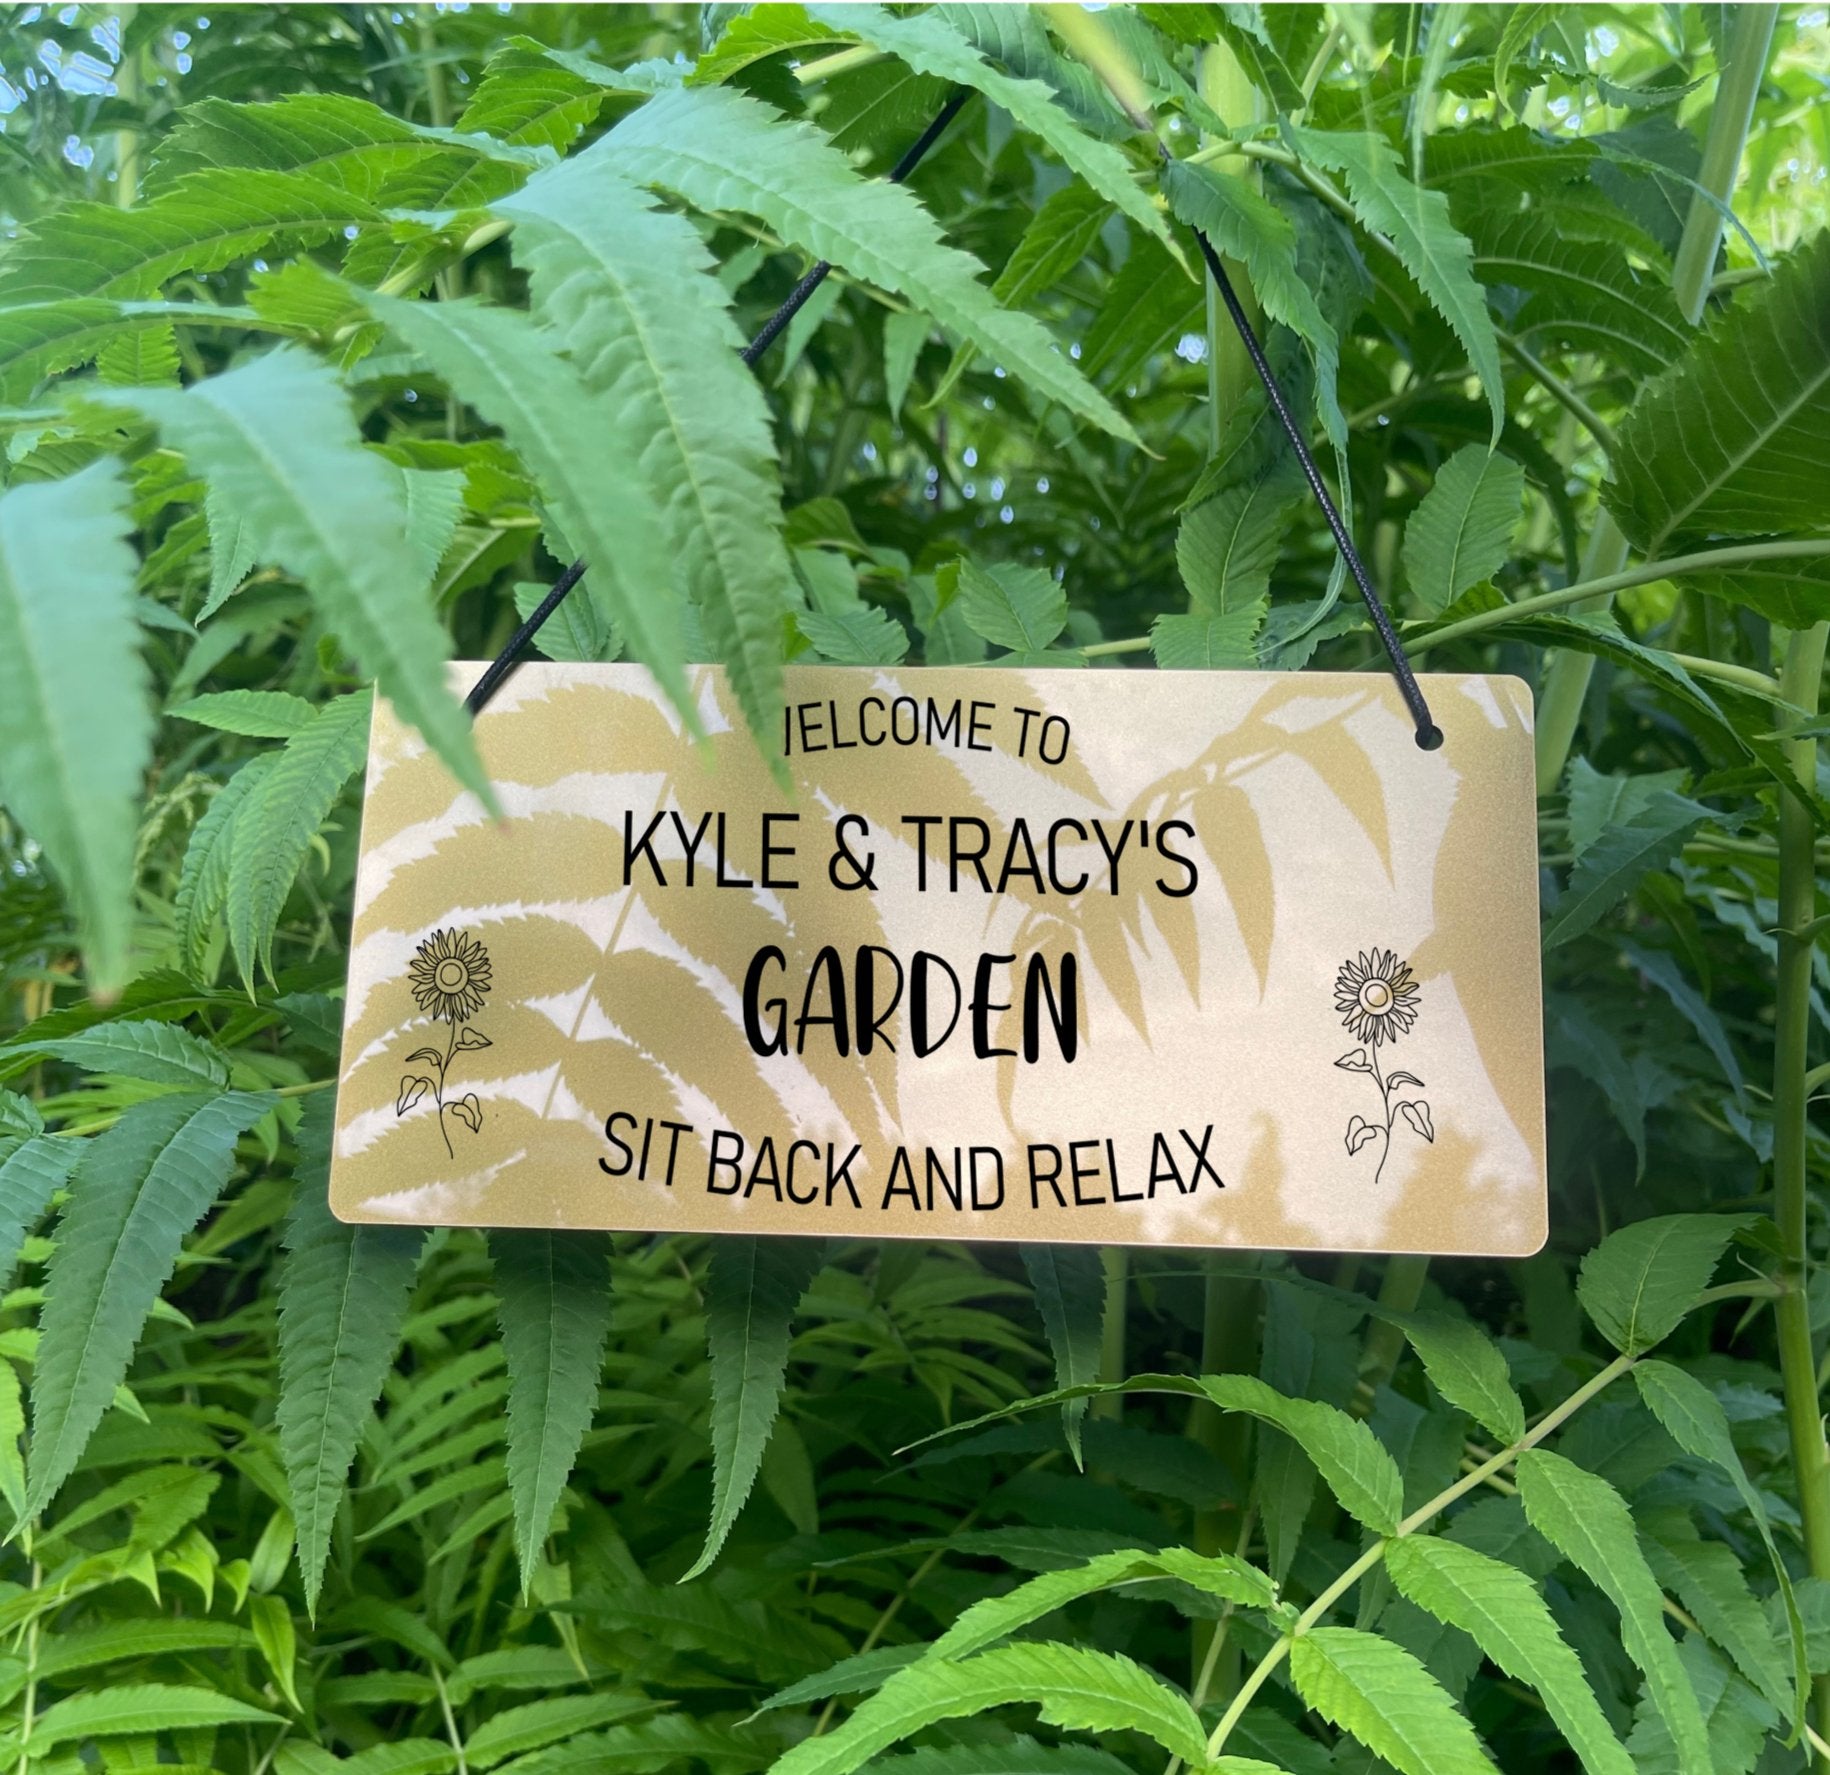 WELCOME TO
KYLE & TRACY'S
GARDEN
SIT BACK AND RELAX